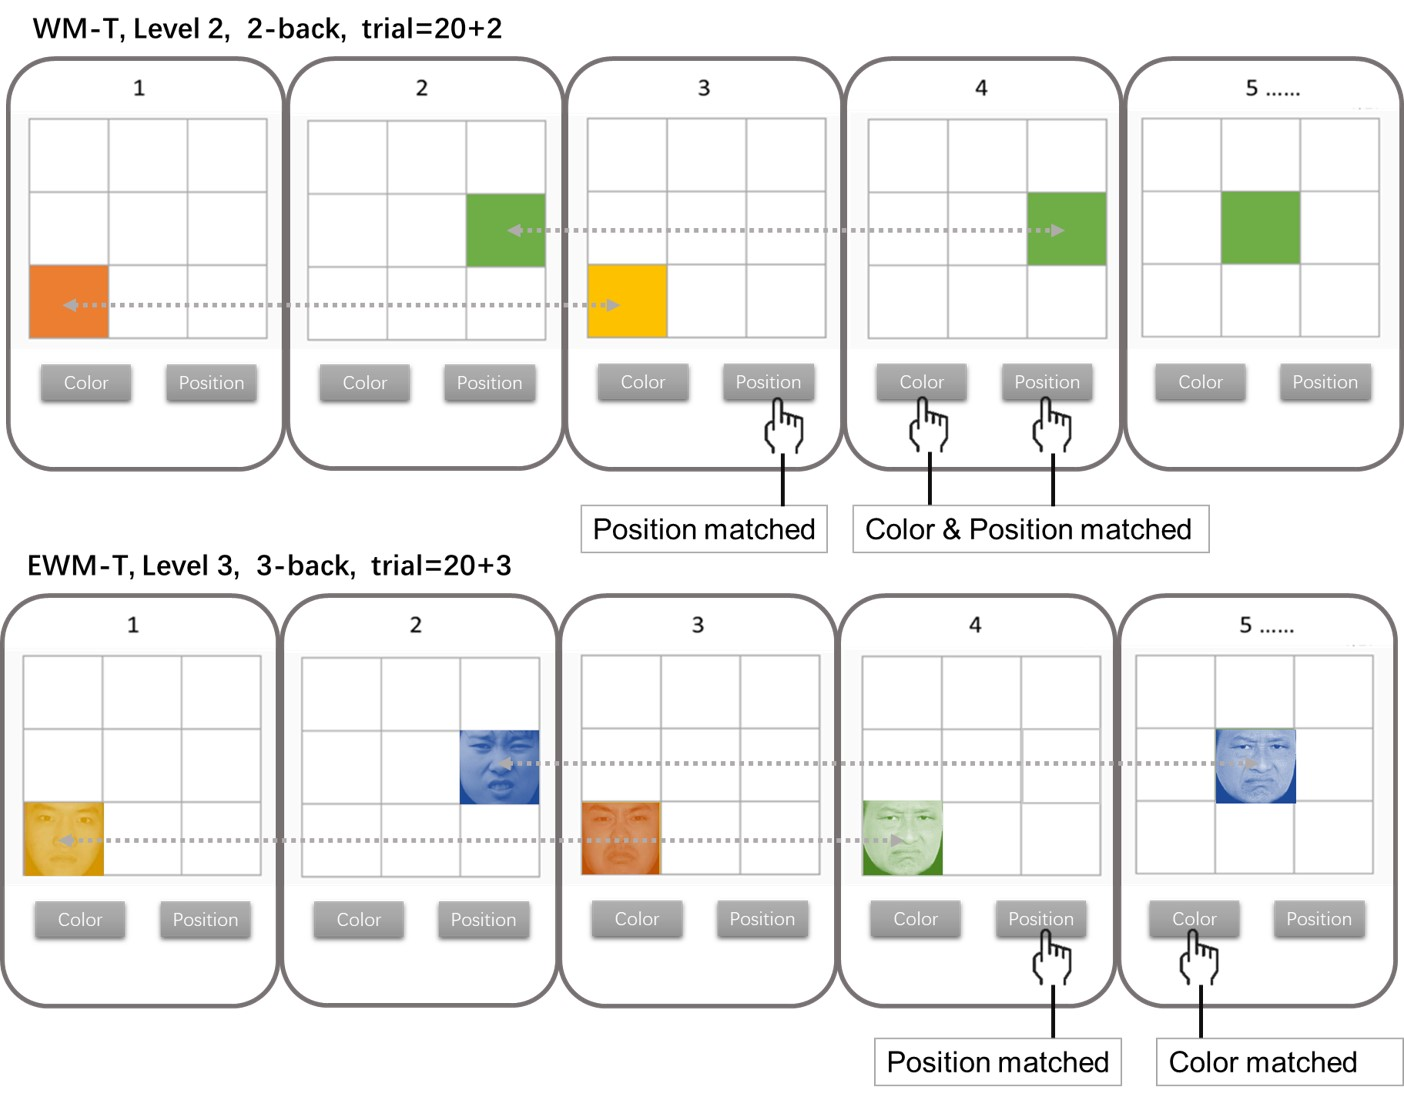 WM-T, Level 2, 2-back, trial=20+2
1 2 3 4 5 ......
Color Position Color Position Color Position Color Position Color Position
Position matched Color & Position matched
EWM-T, Level 3, 3-back, trial=20+3
1 2 3 4 5 ......
Color Position Color Position Color Position Color Position Color Position
Position matched Color matched